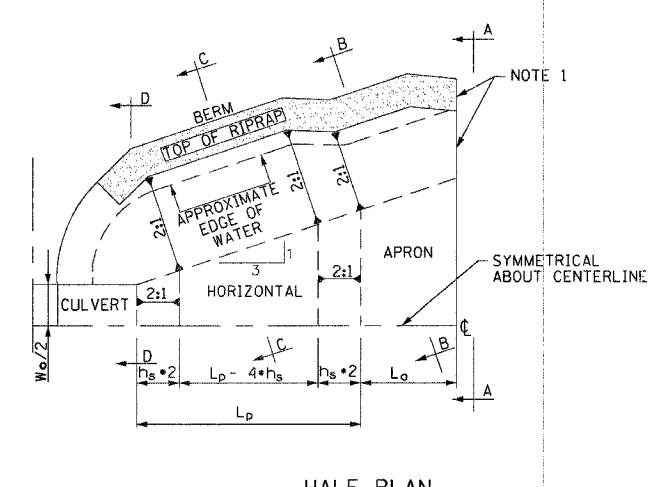 A
B
C
D
NOTE 1
BERM
TOP OF RIPRAP
2:1
2:1
2:1
APPROXIMATE
EDGE OF
WATER
1
3
APRON
SYMMETRICAL
ABOUT CENTERLINE
2:1
2:1
CULVERT
HORIZONTAL
℄
Wo/2
D
C
B
A
hs*2
Lp - 4*hs
hs*2
La
Lp
HALF PLAN